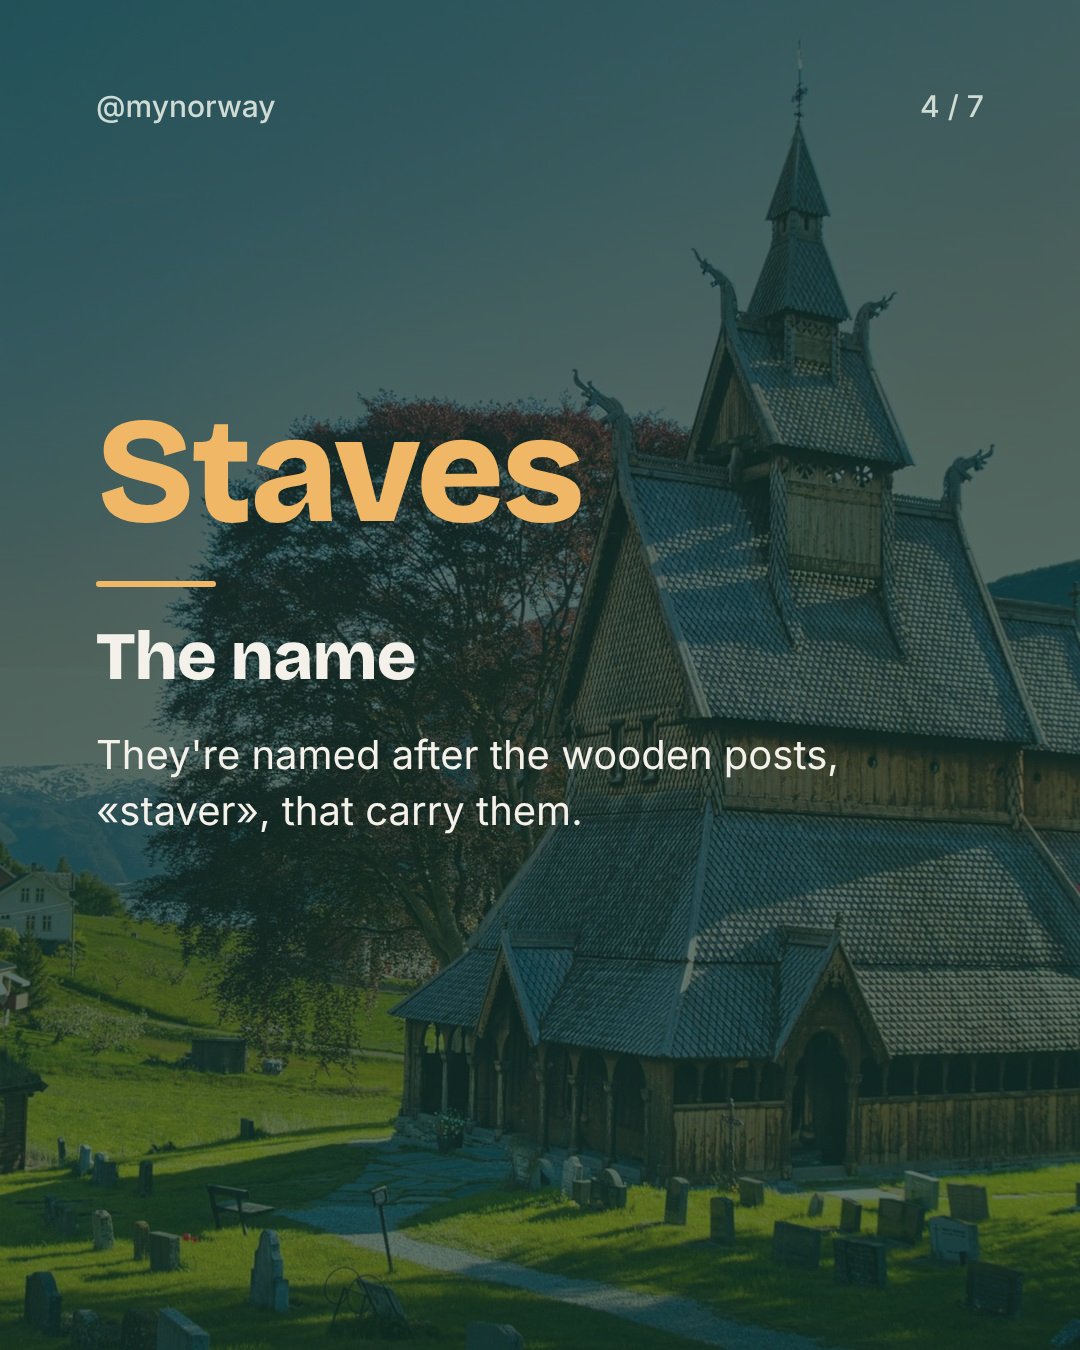 @mynorway
4 / 7
Staves
The name
They're named after the wooden posts,
«staver», that carry them.